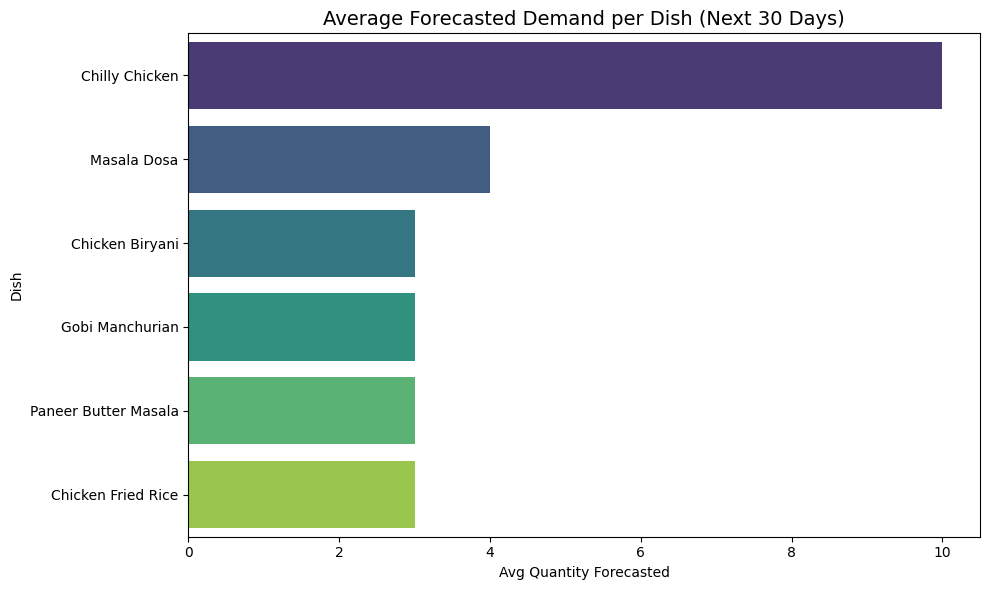 Average Forecasted Demand per Dish (Next 30 Days)
Chilly Chicken
Masala Dosa
Chicken Biryani
Gobi Manchurian
Paneer Butter Masala
Chicken Fried Rice
Dish
0 2 4 6 8 10
Avg Quantity Forecasted